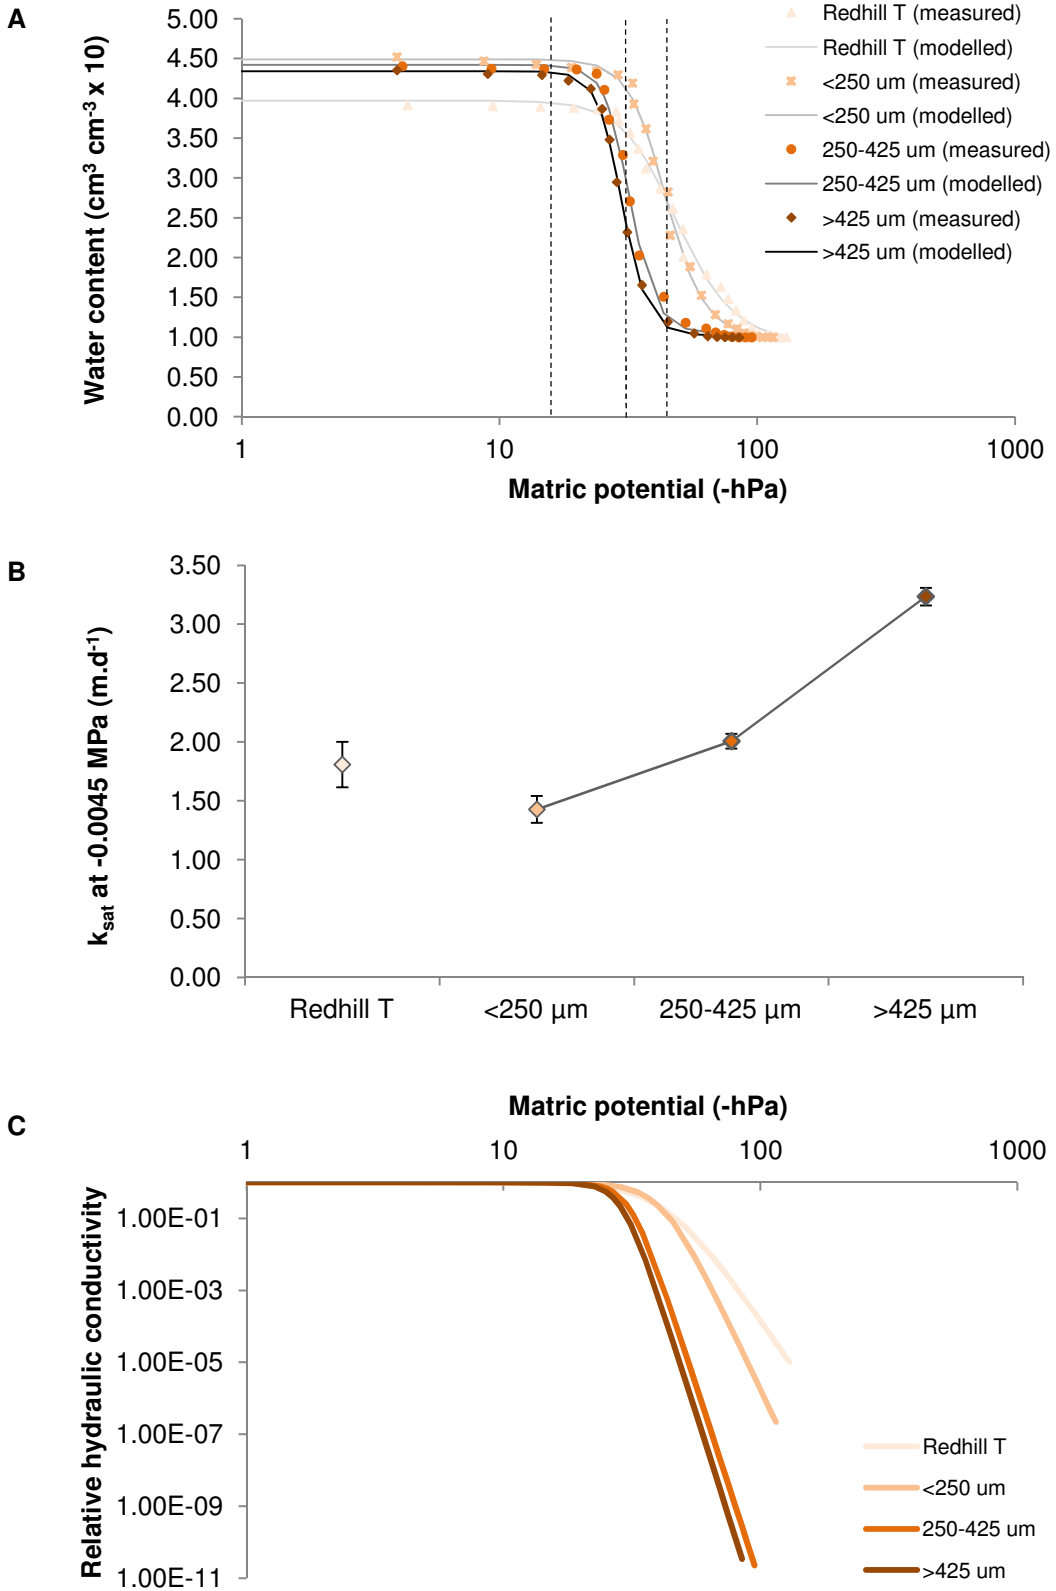 A
Water content (cm³ cm⁻³ x 10)
5.00
4.50
4.00
3.50
3.00
2.50
2.00
1.50
1.00
0.50
0.00
1 10 100 1000
Matric potential (-hPa)
Redhill T (measured)
Redhill T (modelled)
<250 um (measured)
<250 um (modelled)
250-425 um (measured)
250-425 um (modelled)
>425 um (measured)
>425 um (modelled)
B
k_sat at -0.0045 MPa (m.d⁻¹)
3.50
3.00
2.50
2.00
1.50
1.00
0.50
0.00
Redhill T <250 µm 250-425 µm >425 µm
C
Matric potential (-hPa)
1 10 100 1000
Relative hydraulic conductivity
1.00E-01
1.00E-03
1.00E-05
1.00E-07
1.00E-09
1.00E-11
Redhill T
<250 um
250-425 um
>425 um